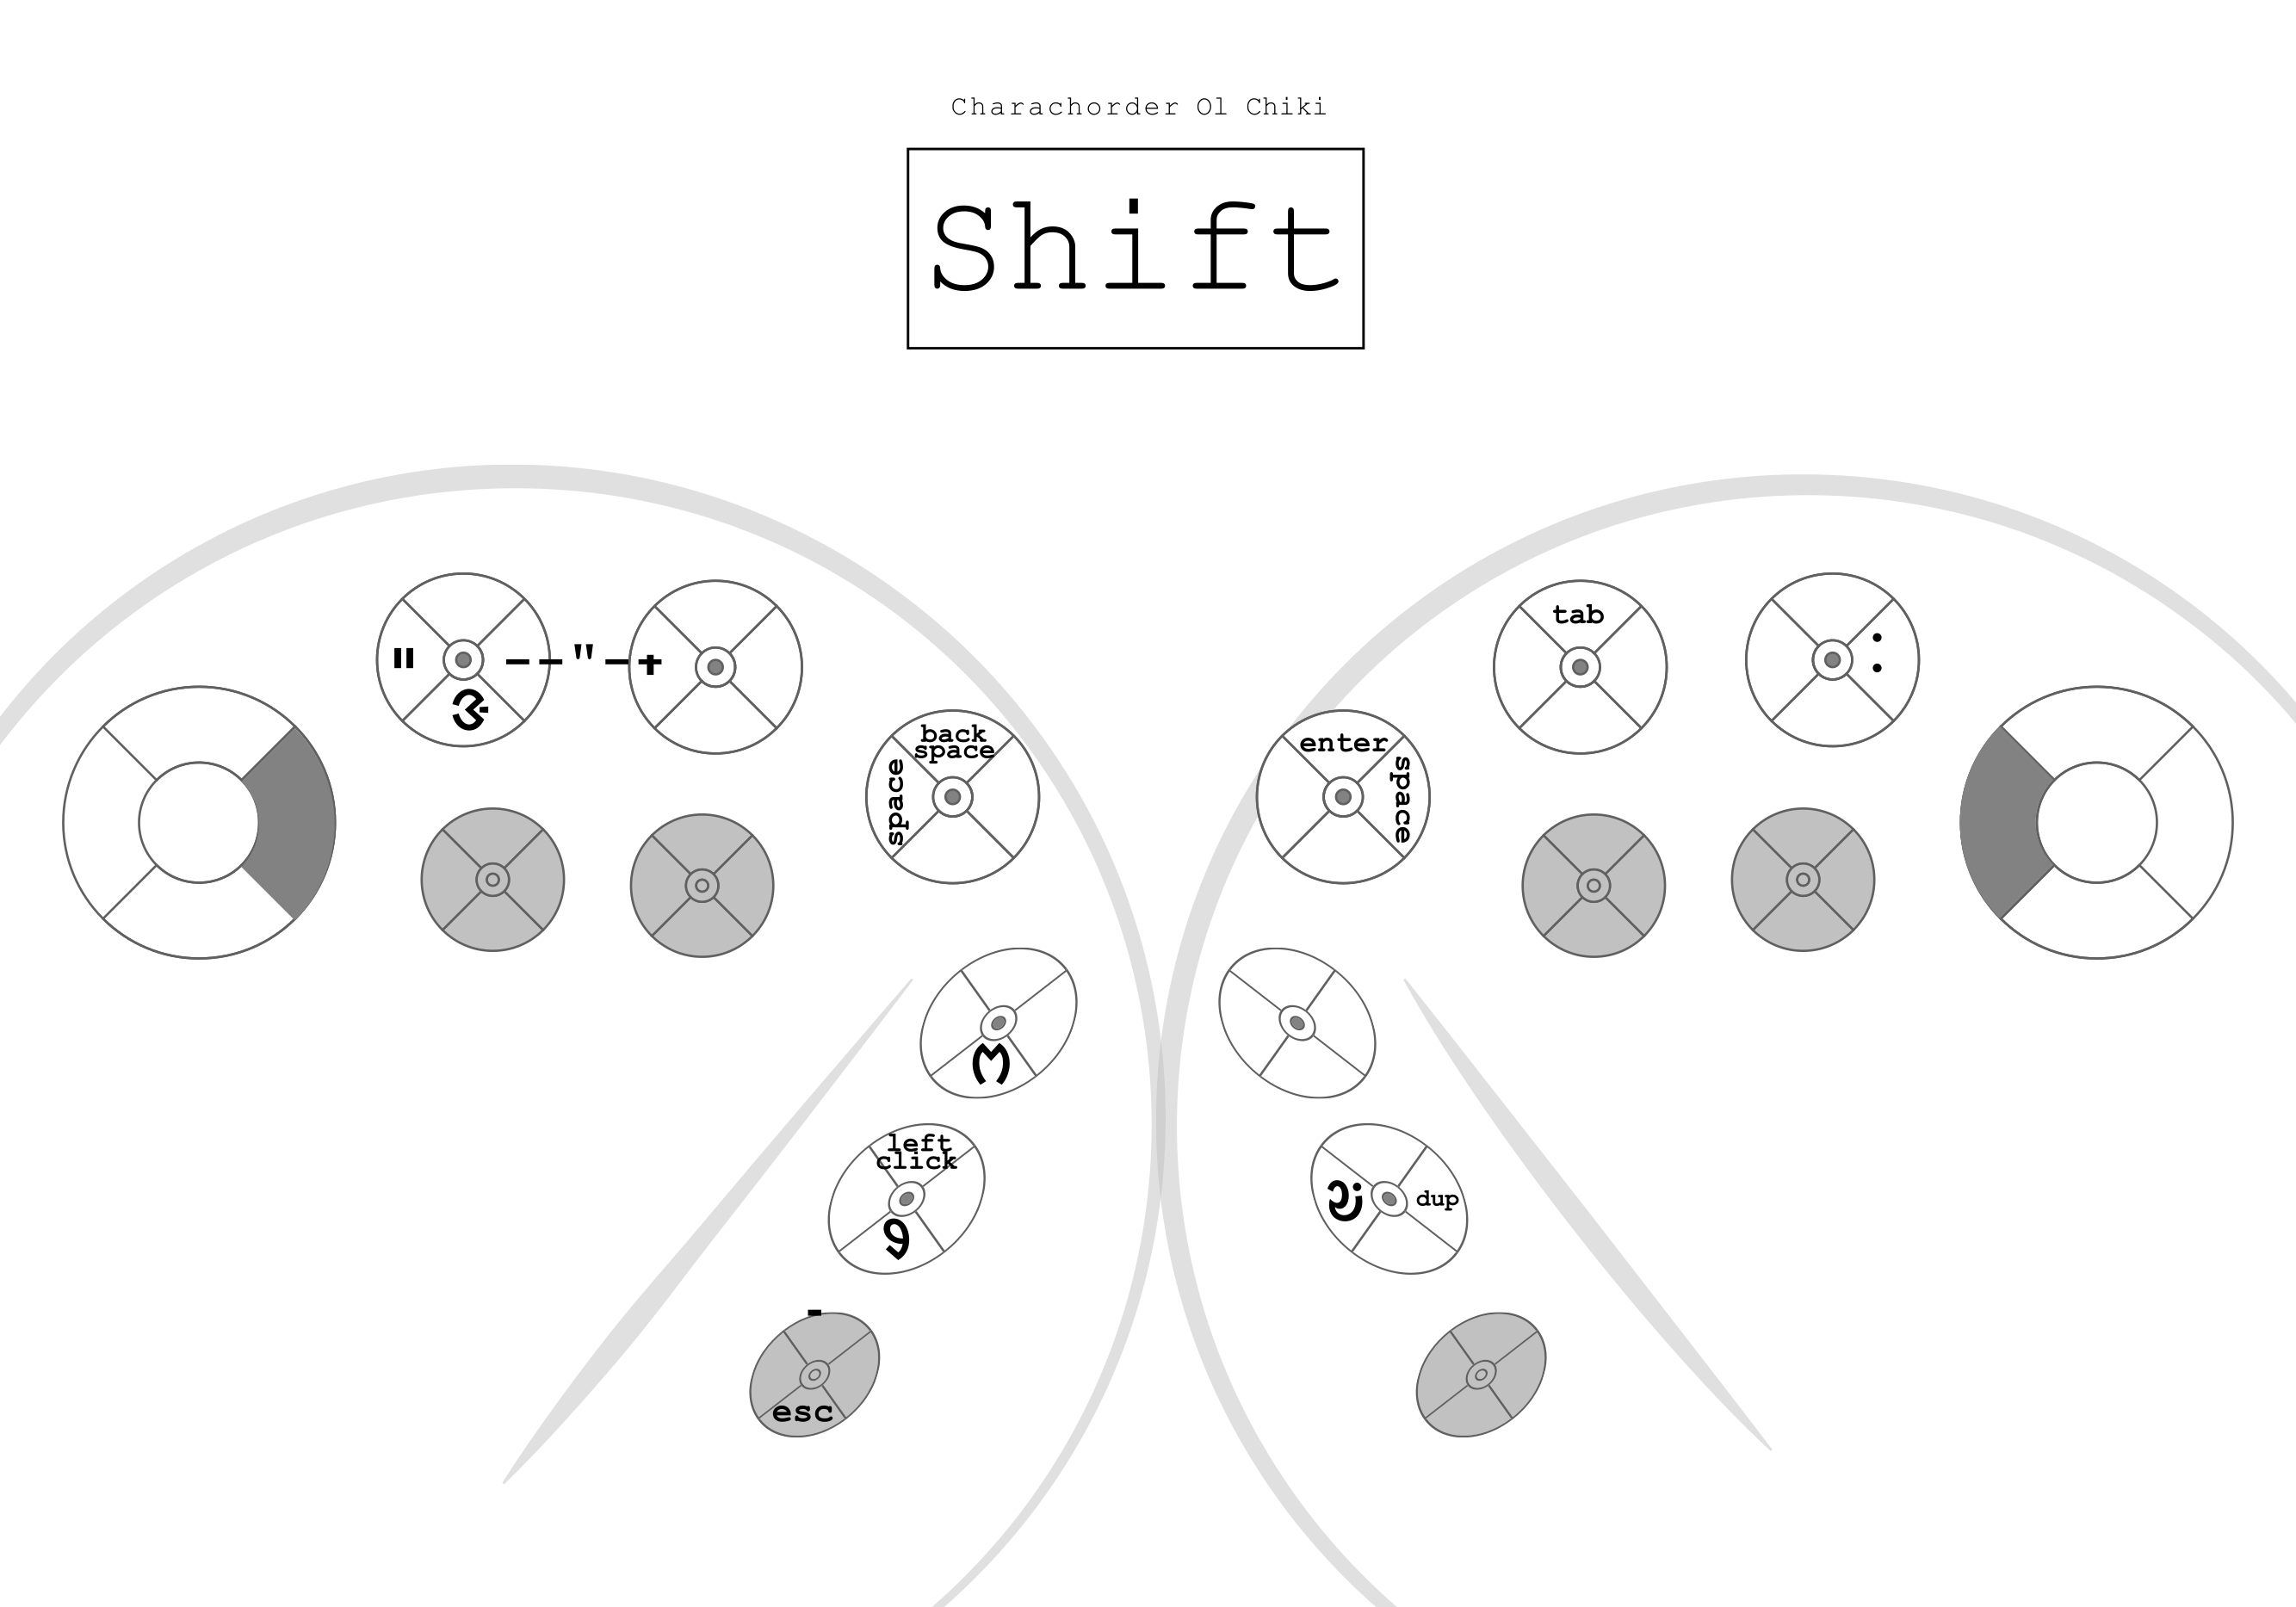 Charachorder Ol Chiki
Shift
"
--"-+
tab
:
back
space
space
enter
space
left
click
dup
-
esc